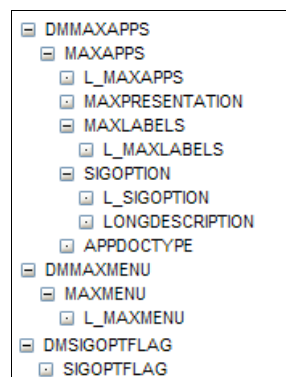 DMMAXAPPS
MAXAPPS
L_MAXAPPS
MAXPRESENTATION
MAXLABELS
L_MAXLABELS
SIGOPTION
L_SIGOPTION
LONGDESCRIPTION
APPDOCTYPE
DMMAXMENU
MAXMENU
L_MAXMENU
DMSIGOPTFLAG
SIGOPTFLAG